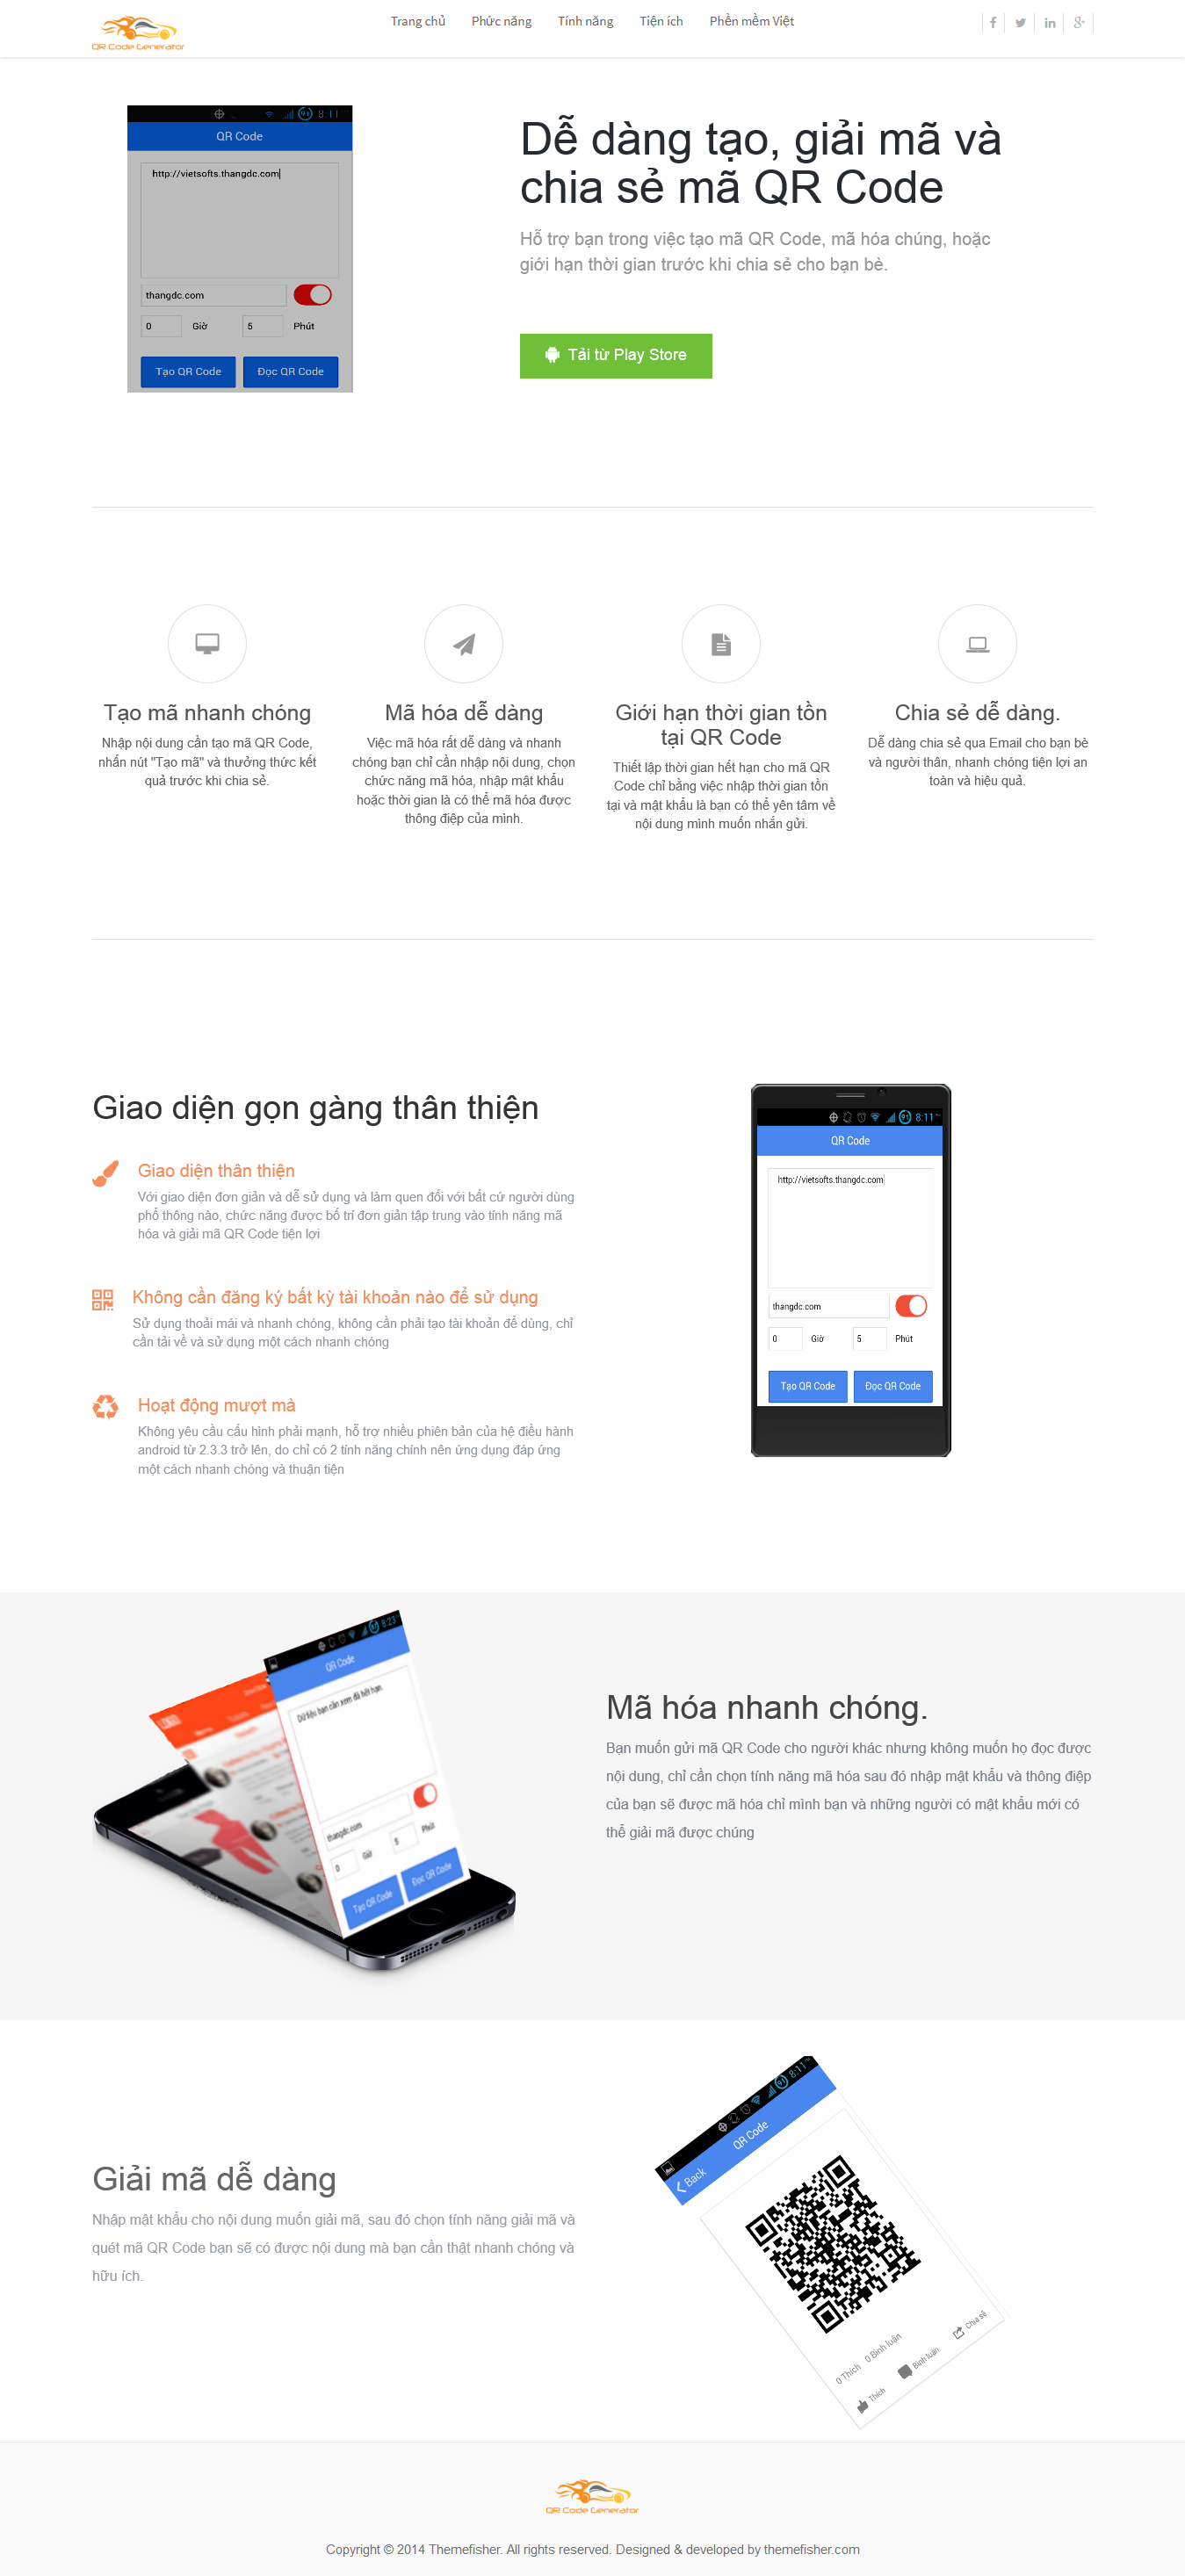 QR Code Generator
Trang chủ Phức năng Tính năng Tiện ích Phền mềm Việt
91 8:11
QR Code
http://vietsofts.thangdc.com
thangdc.com
0 Giờ 5 Phút
Tạo QR Code Đọc QR Code
Dễ dàng tạo, giải mã và
chia sẻ mã QR Code
Hỗ trợ bạn trong việc tạo mã QR Code, mã hóa chúng, hoặc
giới hạn thời gian trước khi chia sẻ cho bạn bè.
Tải từ Play Store
Tạo mã nhanh chóng
Nhập nội dung cần tạo mã QR Code,
nhấn nút "Tạo mã" và thưởng thức kết
quả trước khi chia sẻ.
Mã hóa dễ dàng
Việc mã hóa rất dễ dàng và nhanh
chóng bạn chỉ cần nhập nội dung, chọn
chức năng mã hóa, nhập mật khẩu
hoặc thời gian là có thể mã hóa được
thông điệp của mình.
Giới hạn thời gian tồn
tại QR Code
Thiết lập thời gian hết hạn cho mã QR
Code chỉ bằng việc nhập thời gian tồn
tại và mật khẩu là bạn có thể yên tâm về
nội dung mình muốn nhắn gửi.
Chia sẻ dễ dàng.
Dễ dàng chia sẻ qua Email cho bạn bè
và người thân, nhanh chóng tiện lợi an
toàn và hiệu quả.
Giao diện gọn gàng thân thiện
Giao diện thân thiện
Với giao diện đơn giản và dễ sử dụng và làm quen đối với bất cứ người dùng
phổ thông nào, chức năng được bố trí đơn giản tập trung vào tính năng mã
hóa và giải mã QR Code tiện lợi
Không cần đăng ký bất kỳ tài khoản nào để sử dụng
Sử dụng thoải mái và nhanh chóng, không cần phải tạo tài khoản để dùng, chỉ
cần tải về và sử dụng một cách nhanh chóng
Hoạt động mượt mà
Không yêu cầu cấu hình phải mạnh, hỗ trợ nhiều phiên bản của hệ điều hành
android từ 2.3.3 trở lên, do chỉ có 2 tính năng chính nên ứng dụng đáp ứng
một cách nhanh chóng và thuận tiện
91 8:11
QR Code
http://vietsofts.thangdc.com
thangdc.com
0 Giờ 5 Phút
Tạo QR Code Đọc QR Code
8:23
QR Code
Dữ liệu bạn cần xem đã hết hạn.
thangdc.com
0 Giờ 5 Phút
Tạo QR Code Đọc QR Code
Mã hóa nhanh chóng.
Bạn muốn gửi mã QR Code cho người khác nhưng không muốn họ đọc được
nội dung, chỉ cần chọn tính năng mã hóa sau đó nhập mật khẩu và thông điệp
của bạn sẽ được mã hóa chỉ mình bạn và những người có mật khẩu mới có
thể giải mã được chúng
Giải mã dễ dàng
Nhập mật khẩu cho nội dung muốn giải mã, sau đó chọn tính năng giải mã và
quét mã QR Code bạn sẽ có được nội dung mà bạn cần thật nhanh chóng và
hữu ích.
91 8:11
Back QR Code
0 Thích 0 Bình luận
Thích Bình luận Chia sẻ
QR Code Generator
Copyright © 2014 Themefisher. All rights reserved. Designed & developed by themefisher.com